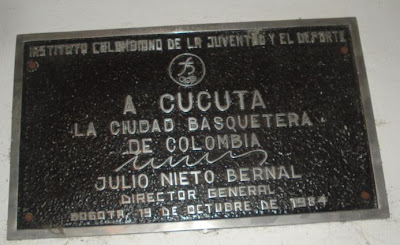 INSTITUTO COLOMBIANO DE LA JUVENTUD Y EL DEPORTE
A CUCUTA
LA CIUDAD BASQUETERA
DE COLOMBIA
JULIO NIETO BERNAL
DIRECTOR GENERAL
BOGOTA, 19 DE OCTUBRE DE 1984